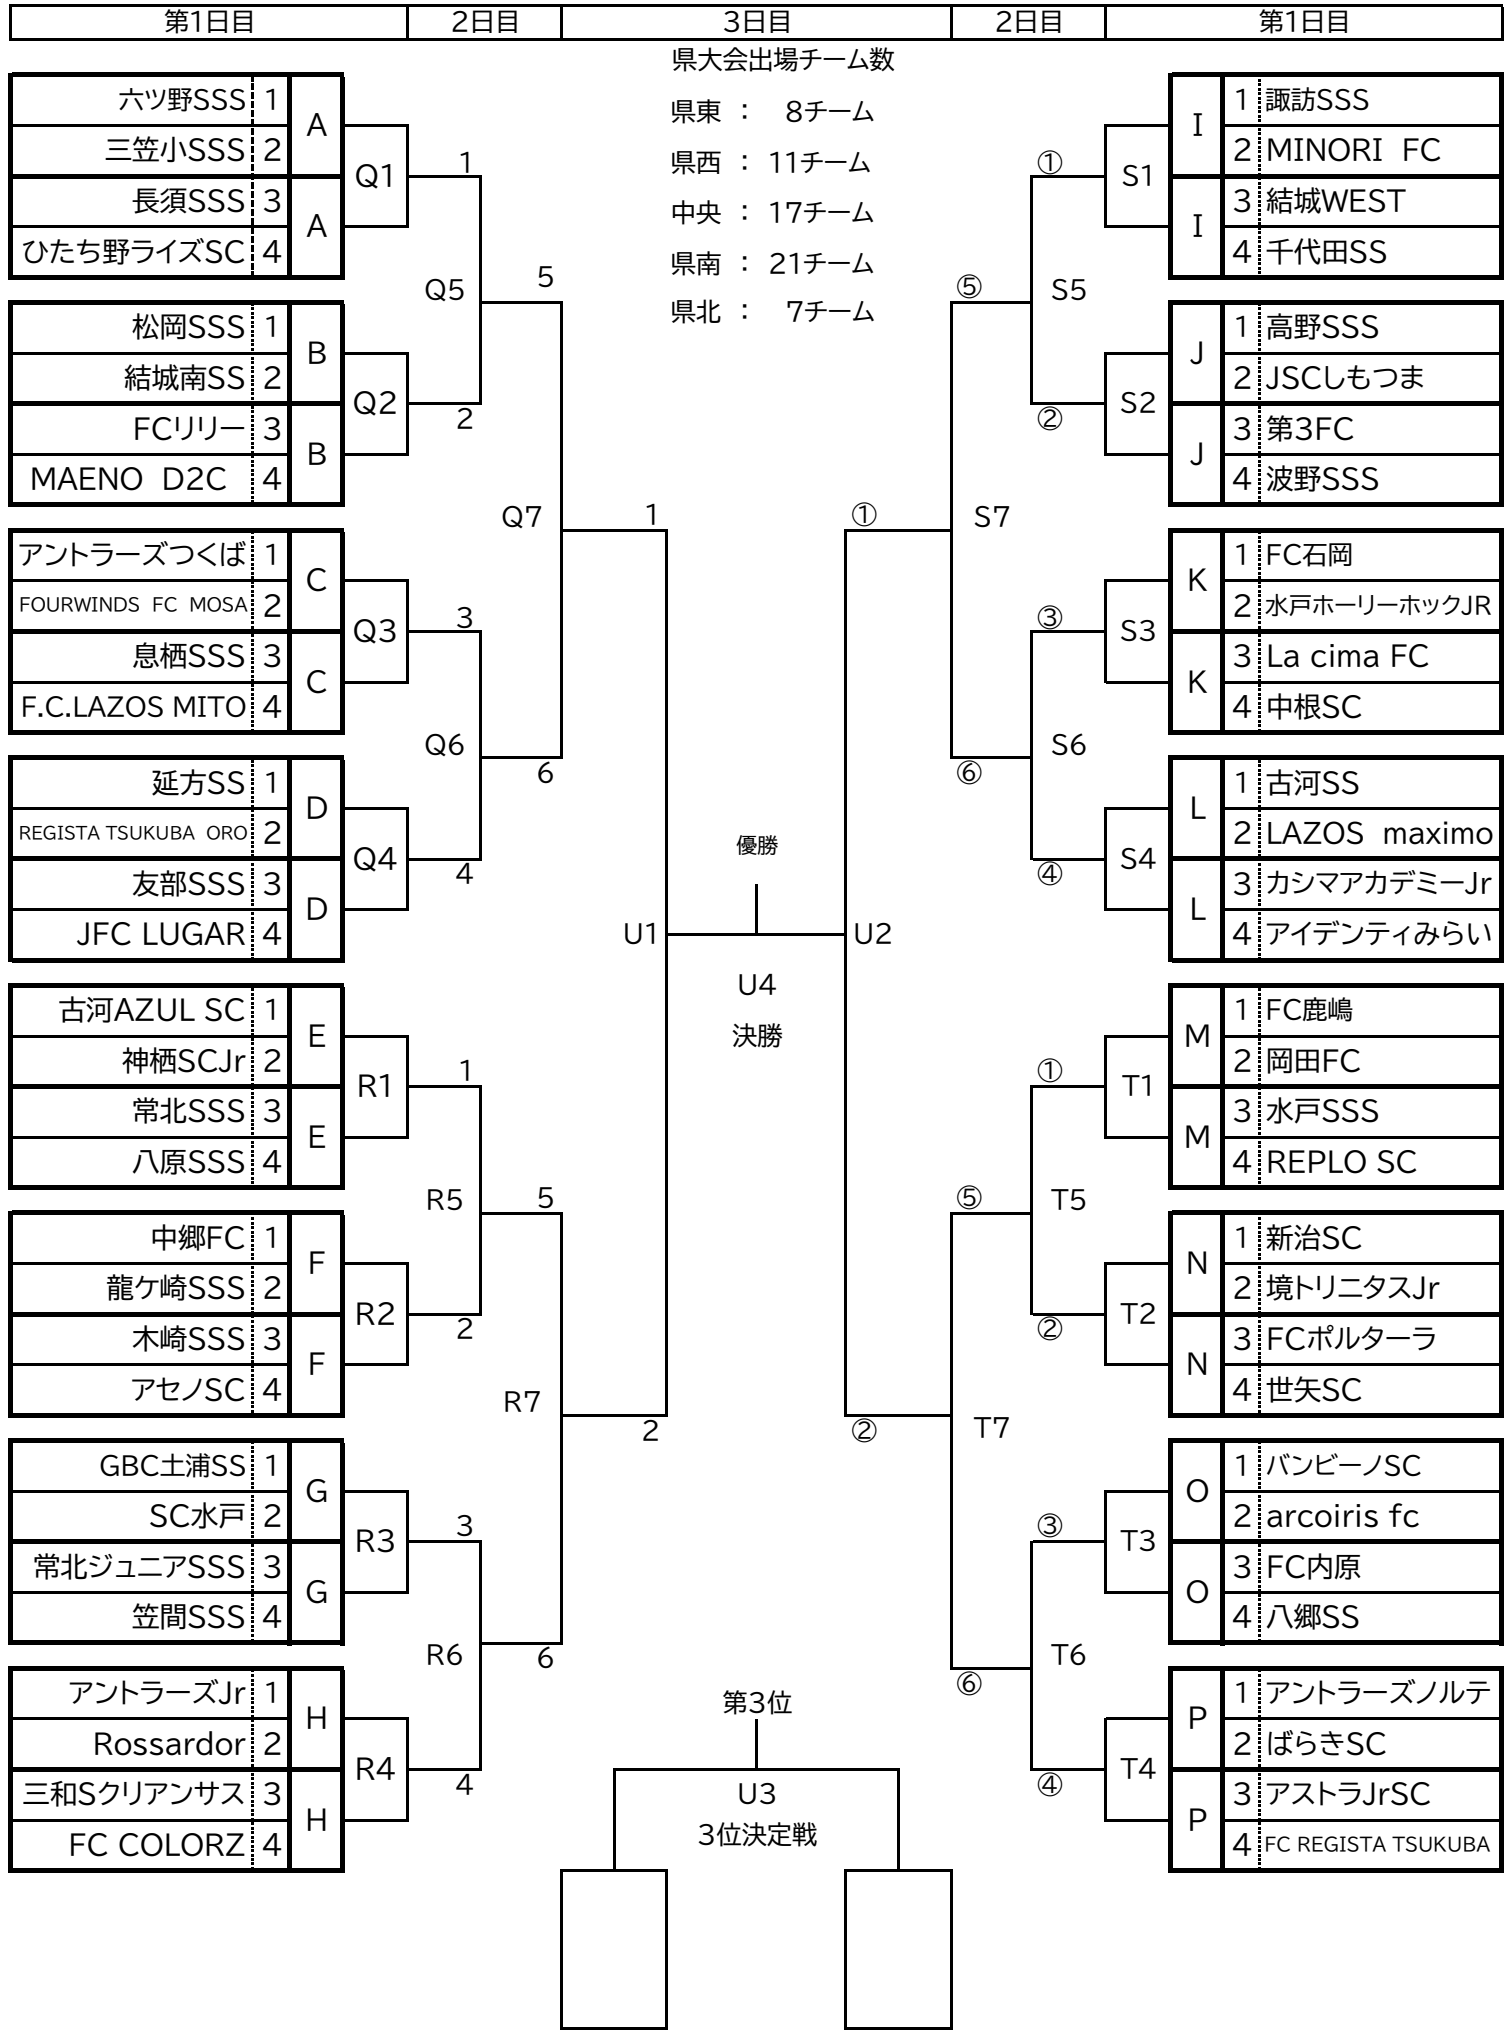 第1日目 2日目 3日目 2日目 第1日目
県大会出場チーム数
県東 ： 8チーム
県西 ： 11チーム
中央 ： 17チーム
県南 ： 21チーム
県北 ： 7チーム
六ツ野SSS 1
三笠小SSS 2
A
長須SSS 3
ひたち野ライズSC 4
A
Q1
松岡SSS 1
結城南SS 2
B
FCリリー 3
MAENO D2C 4
B
Q2
1
Q5
2
アントラーズつくば 1
FOURWINDS FC MOSA 2
C
息栖SSS 3
F.C.LAZOS MITO 4
C
Q3
延方SS 1
REGISTA TSUKUBA ORO 2
D
友部SSS 3
JFC LUGAR 4
D
Q4
3
Q6
4
5
Q7
6
古河AZUL SC 1
神栖SCJr 2
E
常北SSS 3
八原SSS 4
E
R1
中郷FC 1
龍ケ崎SSS 2
F
木崎SSS 3
アセノSC 4
F
R2
1
R5
2
GBC土浦SS 1
SC水戸 2
G
常北ジュニアSSS 3
笠間SSS 4
G
R3
アントラーズJr 1
Rossardor 2
H
三和Sクリアンサス 3
FC COLORZ 4
H
R4
3
R6
4
5
R7
6
1
U1
2
優勝
U4
決勝
①
U2
②
第3位
U3
3位決定戦
1 諏訪SSS
2 MINORI FC
I
3 結城WEST
4 千代田SS
I
S1
1 高野SSS
2 JSCしもつま
J
3 第3FC
4 波野SSS
J
S2
①
S5
②
1 FC石岡
2 水戸ホーリーホックJR
K
3 La cima FC
4 中根SC
K
S3
1 古河SS
2 LAZOS maximo
L
3 カシマアカデミーJr
4 アイデンティみらい
L
S4
③
S6
④
⑤
S7
⑥
1 FC鹿嶋
2 岡田FC
M
3 水戸SSS
4 REPLO SC
M
T1
1 新治SC
2 境トリニタスJr
N
3 FCポルターラ
4 世矢SC
N
T2
①
T5
②
1 バンビーノSC
2 arcoiris fc
O
3 FC内原
4 八郷SS
O
T3
1 アントラーズノルテ
2 ばらきSC
P
3 アストラJrSC
4 FC REGISTA TSUKUBA
P
T4
③
T6
④
⑤
T7
⑥